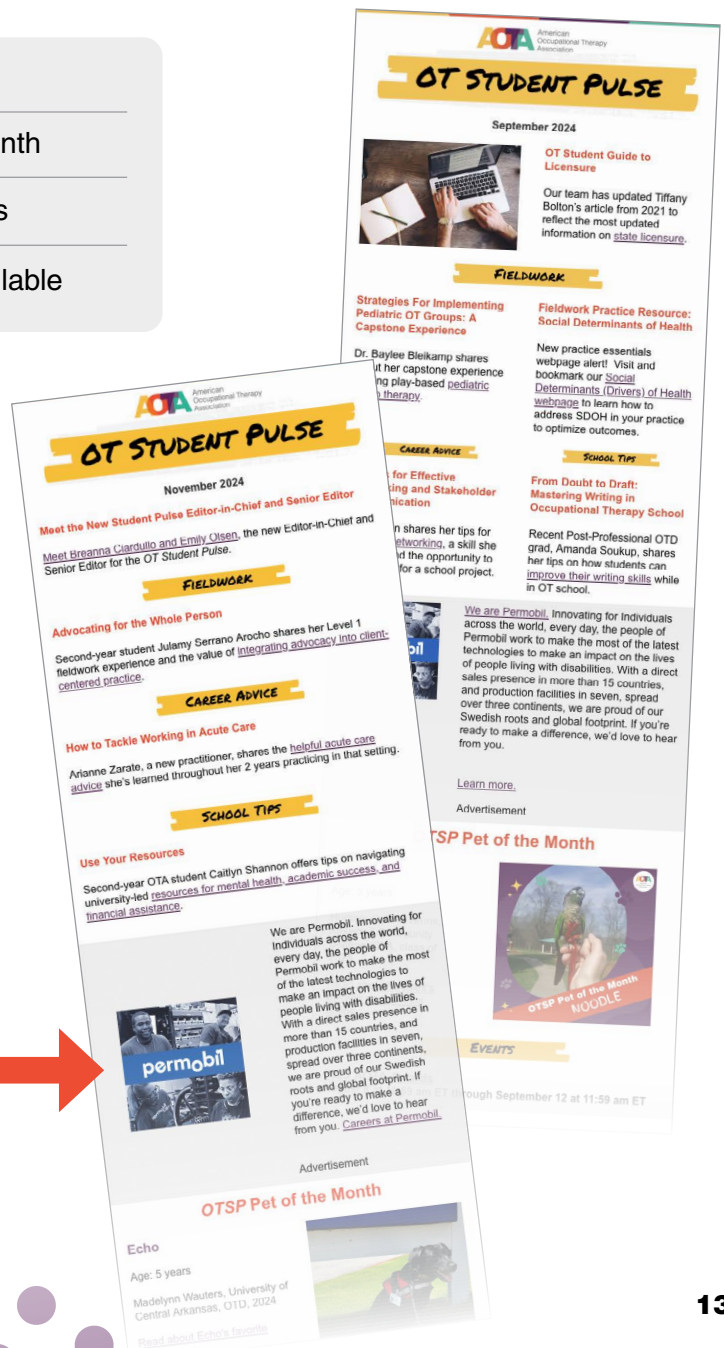 nth
s
lable
AOTA American
Occupational Therapy
Association
OT STUDENT PULSE
September 2024
OT Student Guide to
Licensure
Our team has updated Tiffany
Bolton's article from 2021 to
reflect the most updated
information on state licensure.
FIELDWORK
Strategies For Implementing
Pediatric OT Groups: A
Capstone Experience
Dr. Baylee Bleikamp shares
ut her capstone experience
ng play-based pediatric
therapy.
Fieldwork Practice Resource:
Social Determinants of Health
New practice essentials
webpage alert! Visit and
bookmark our Social
Determinants (Drivers) of Health
webpage to learn how to
address SDOH in your practice
to optimize outcomes.
CAREER ADVICE
s for Effective
king and Stakeholder
nication
n shares her tips for
etworking, a skill she
d the opportunity to
for a school project.
SCHOOL TIPS
From Doubt to Draft:
Mastering Writing in
Occupational Therapy School
Recent Post-Professional OTD
grad, Amanda Soukup, shares
her tips on how students can
improve their writing skills while
in OT school.
bil
We are Permobil. Innovating for Individuals
across the world, every day, the people of
Permobil work to make the most of the latest
technologies to make an impact on the lives
of people living with disabilities. With a direct
sales presence in more than 15 countries,
and production facilities in seven, spread
over three continents, we are proud of our
Swedish roots and global footprint. If you're
ready to make a difference, we'd love to hear
from you.
Learn more.
Advertisement
TSP Pet of the Month
AOTA
OTSP Pet of the Month
NOODLE
EVENTS
ET through September 12 at 11:59 am ET
AOTA American
Occupational Therapy
Association
OT STUDENT PULSE
November 2024
Meet the New Student Pulse Editor-in-Chief and Senior Editor
Meet Breanna Ciardullo and Emily Olsen, the new Editor-in-Chief and
Senior Editor for the OT Student Pulse.
FIELDWORK
Advocating for the Whole Person
Second-year student Julamy Serrano Arocho shares her Level 1
fieldwork experience and the value of integrating advocacy into client-
centered practice.
CAREER ADVICE
How to Tackle Working in Acute Care
Arianne Zarate, a new practitioner, shares the helpful acute care
advice she's learned throughout her 2 years practicing in that setting.
SCHOOL TIPS
Use Your Resources
Second-year OTA student Caitlyn Shannon offers tips on navigating
university-led resources for mental health, academic success, and
financial assistance.
permobil
We are Permobil. Innovating for
Individuals across the world,
every day, the people of
Permobil work to make the most
of the latest technologies to
make an impact on the lives of
people living with disabilities.
With a direct sales presence in
more than 15 countries, and
production facilities in seven,
spread over three continents,
we are proud of our Swedish
roots and global footprint. If
you're ready to make a
difference, we'd love to hear
from you. Careers at Permobil.
Advertisement
OTSP Pet of the Month
Echo
Age: 5 years
Madelynn Wauters, University of
Central Arkansas, OTD, 2024
Read about Echo's favorite
13